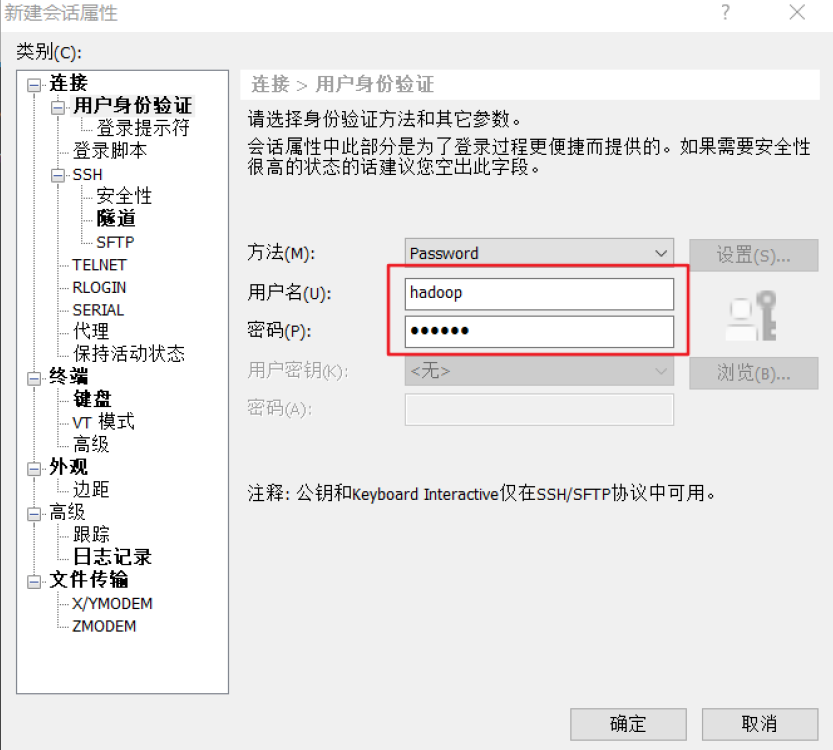 新建会话属性
类别(C):
连接
用户身份验证
登录提示符
登录脚本
SSH
安全性
隧道
SFTP
TELNET
RLOGIN
SERIAL
代理
保持活动状态
终端
键盘
VT 模式
高级
外观
边距
高级
跟踪
日志记录
文件传输
X/YMODEM
ZMODEM
连接 > 用户身份验证
请选择身份验证方法和其它参数。
会话属性中此部分是为了登录过程更便捷而提供的。如果需要安全性
很高的状态的话建议您空出此字段。
方法(M): Password 设置(S)...
用户名(U): hadoop
密码(P): ●●●●●●
用户密钥(K): <无> 浏览(B)...
密码(A):
注释: 公钥和Keyboard Interactive仅在SSH/SFTP协议中可用。
确定 取消